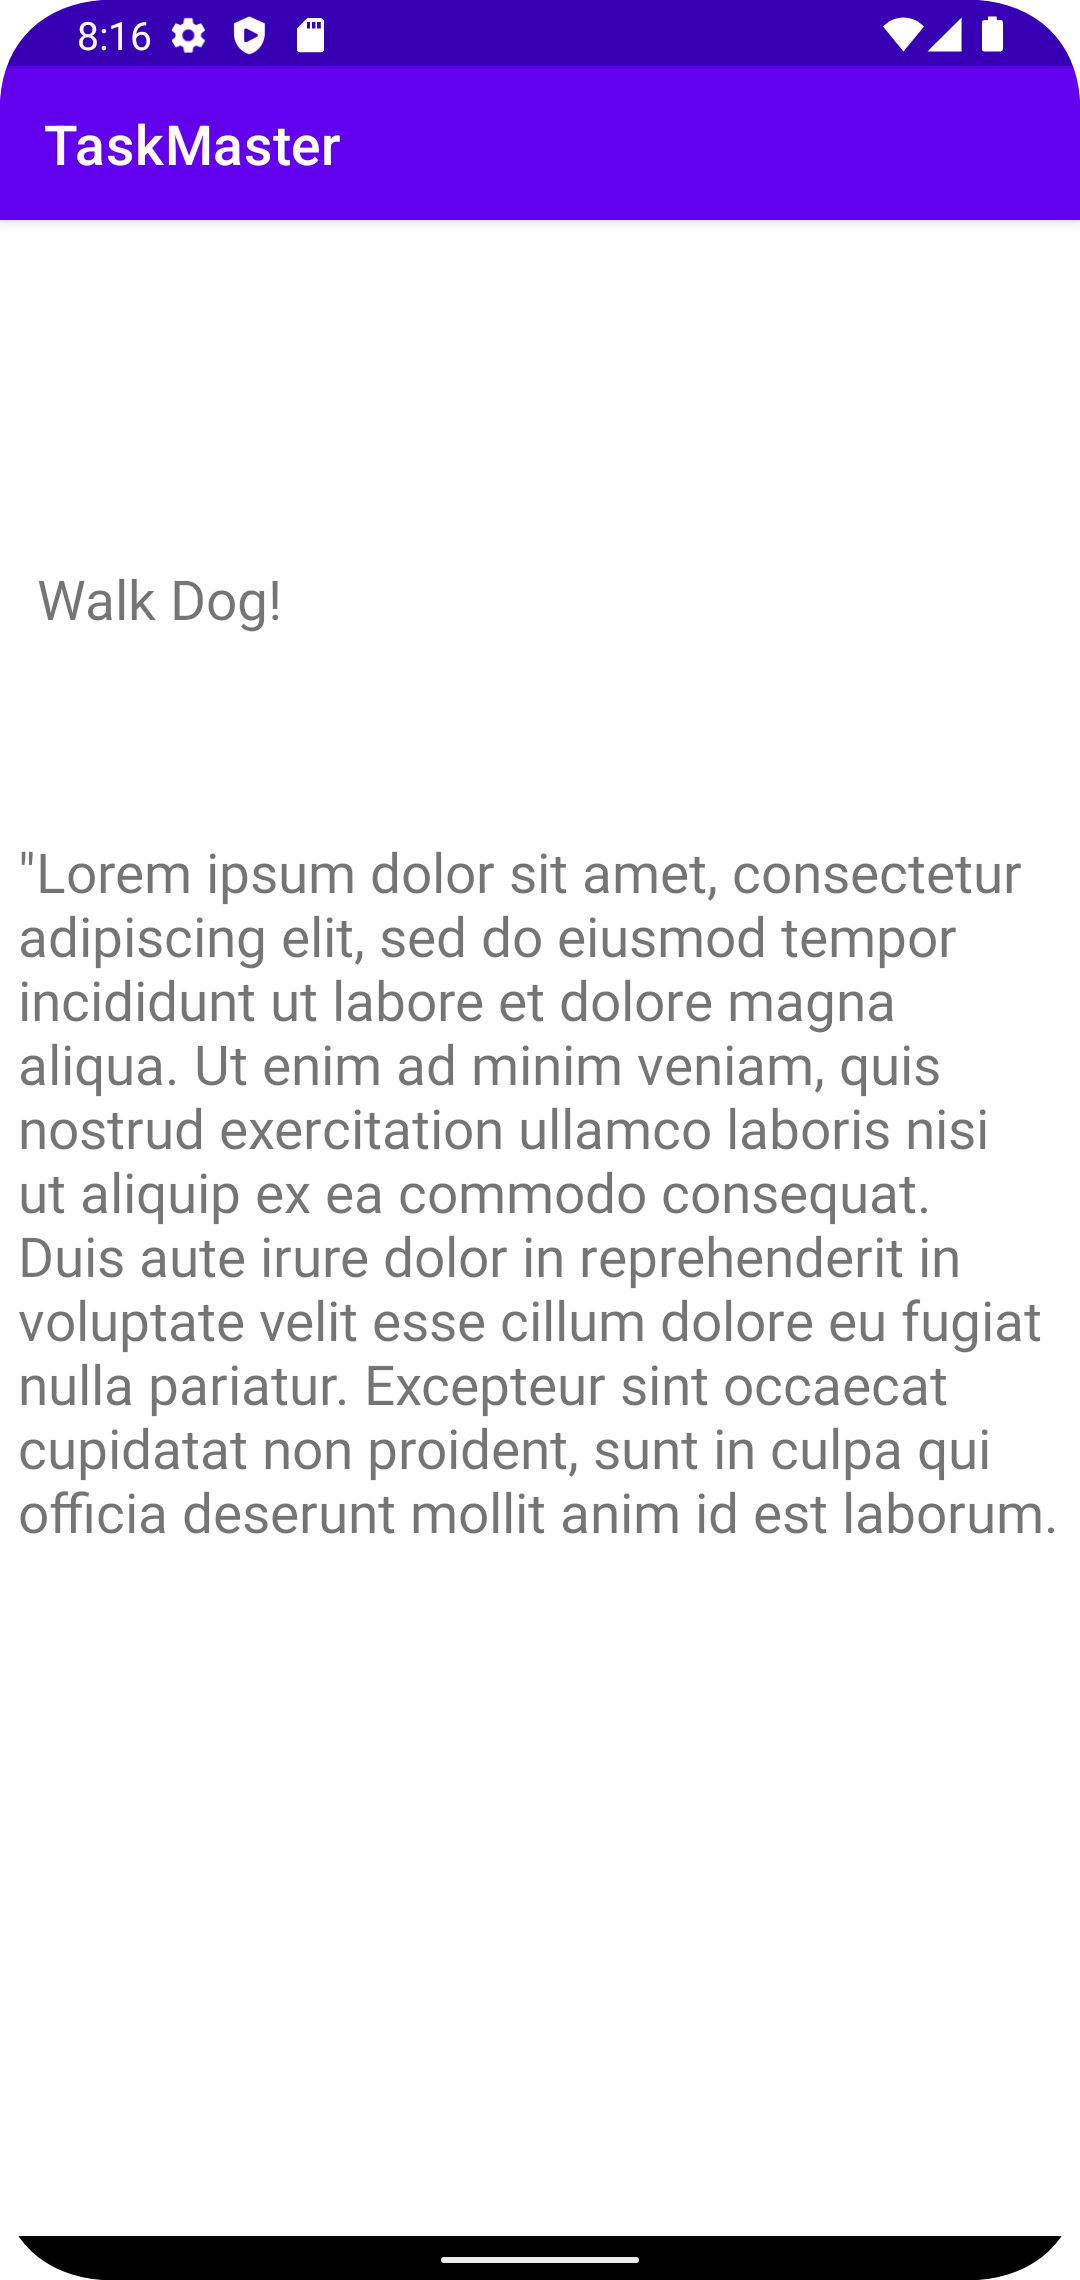 8:16
TaskMaster
Walk Dog!
"Lorem ipsum dolor sit amet, consectetur
adipiscing elit, sed do eiusmod tempor
incididunt ut labore et dolore magna
aliqua. Ut enim ad minim veniam, quis
nostrud exercitation ullamco laboris nisi
ut aliquip ex ea commodo consequat.
Duis aute irure dolor in reprehenderit in
voluptate velit esse cillum dolore eu fugiat
nulla pariatur. Excepteur sint occaecat
cupidatat non proident, sunt in culpa qui
officia deserunt mollit anim id est laborum.